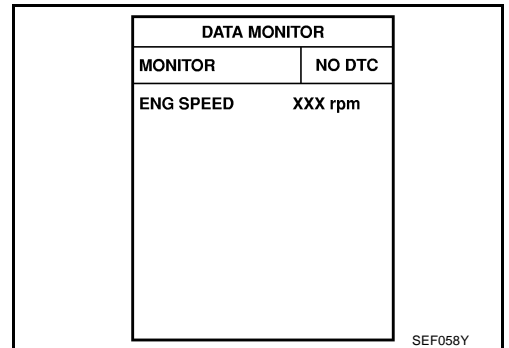 DATA MONITOR
MONITOR NO DTC
ENG SPEED XXX rpm
SEF058Y